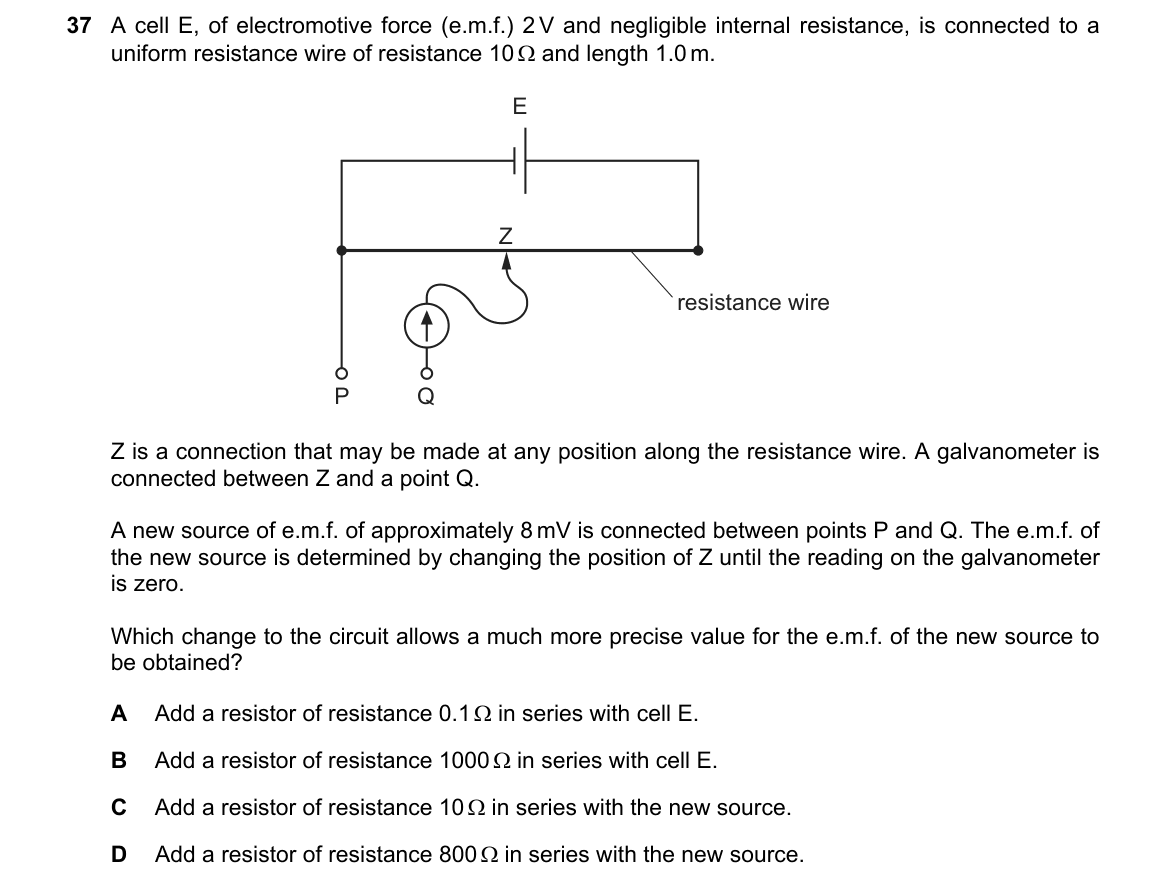 37 A cell E, of electromotive force (e.m.f.) 2 V and negligible internal resistance, is connected to a
uniform resistance wire of resistance 10 Ω and length 1.0 m.
E
Z
resistance wire
P
Q
Z is a connection that may be made at any position along the resistance wire. A galvanometer is
connected between Z and a point Q.
A new source of e.m.f. of approximately 8 mV is connected between points P and Q. The e.m.f. of
the new source is determined by changing the position of Z until the reading on the galvanometer
is zero.
Which change to the circuit allows a much more precise value for the e.m.f. of the new source to
be obtained?
A Add a resistor of resistance 0.1 Ω in series with cell E.
B Add a resistor of resistance 1000 Ω in series with cell E.
C Add a resistor of resistance 10 Ω in series with the new source.
D Add a resistor of resistance 800 Ω in series with the new source.